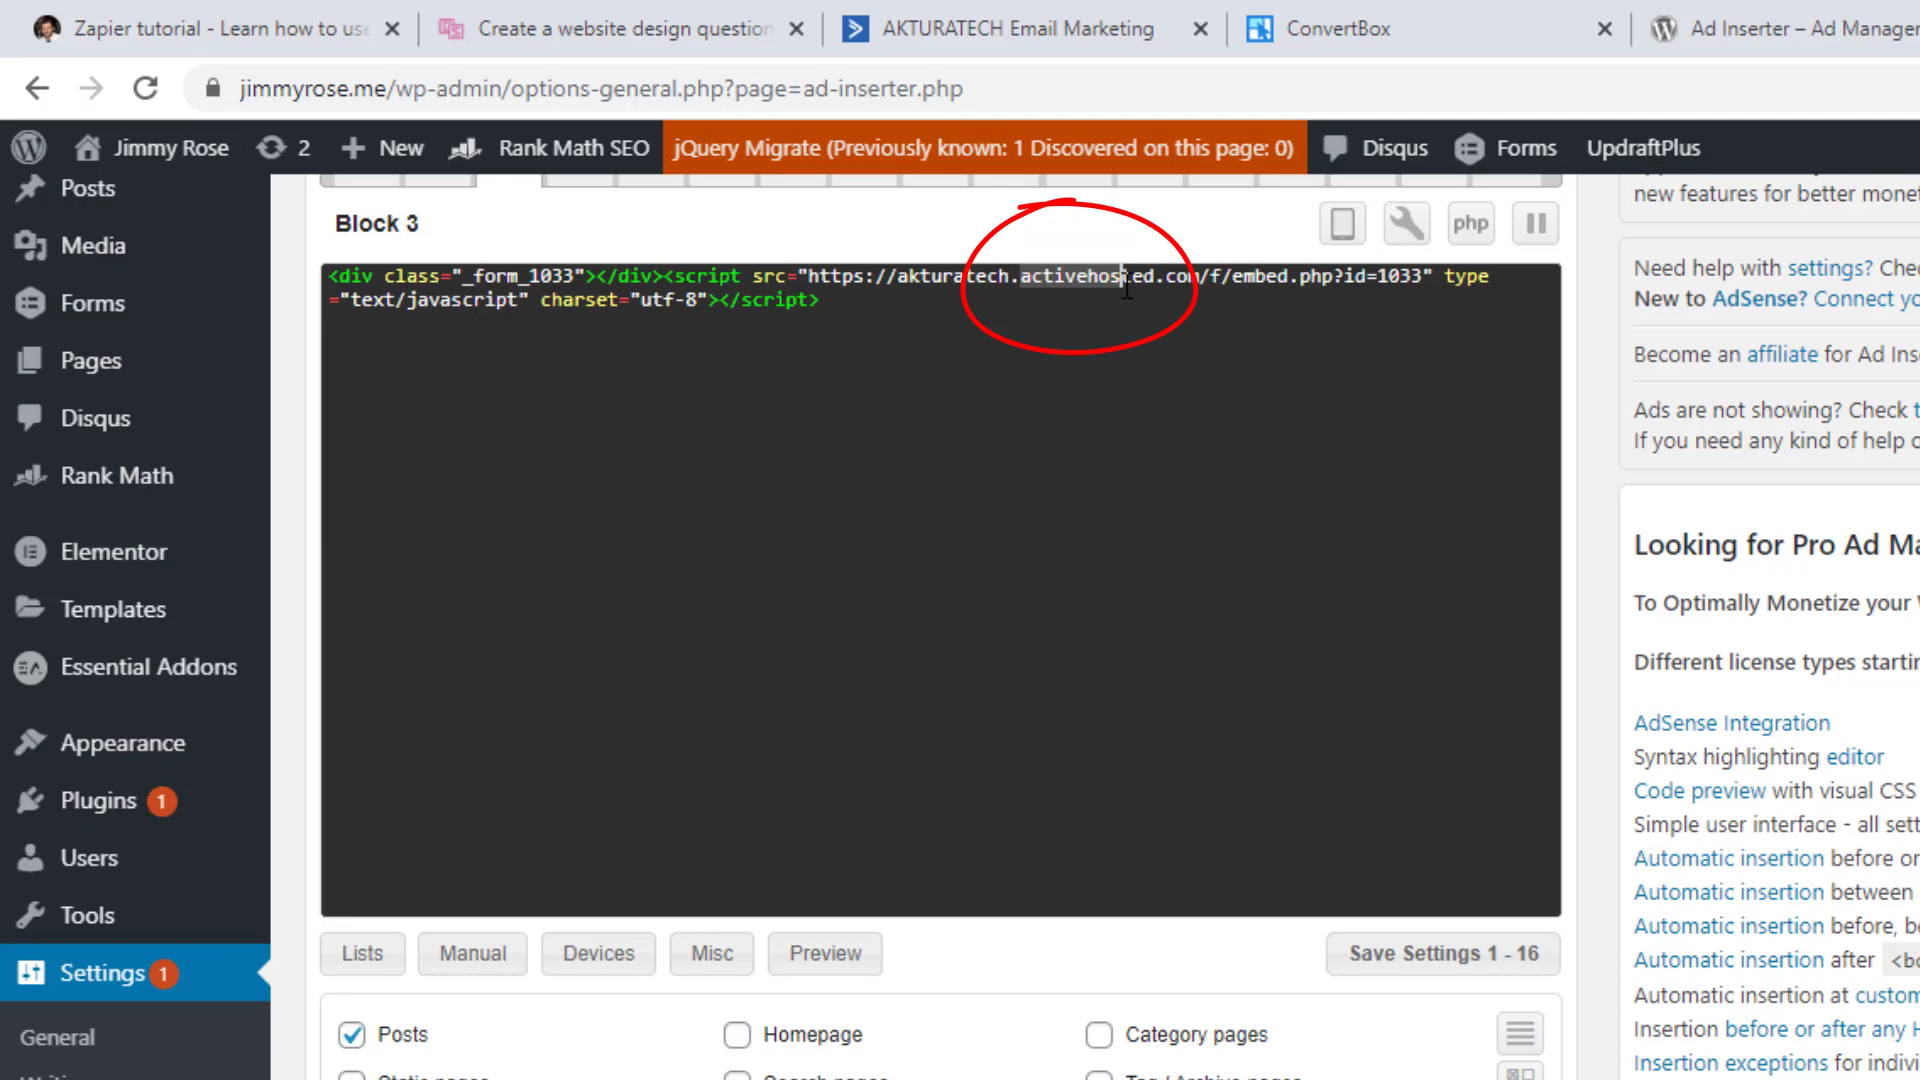 Zapier tutorial - Learn how to use
Create a website design question
AKTURATECH Email Marketing
ConvertBox
Ad Inserter – Ad Manager
jimmyrose.me/wp-admin/options-general.php?page=ad-inserter.php
Jimmy Rose
2
New
Rank Math SEO
jQuery Migrate (Previously known: 1 Discovered on this page: 0)
Disqus
Forms
UpdraftPlus
Posts
Media
Forms
Pages
Disqus
Rank Math
Elementor
Templates
Essential Addons
Appearance
Plugins 1
Users
Tools
Settings 1
General
Block 3
php
<div class="_form_1033"></div><script src="https://akturatech.activehosted.com/f/embed.php?id=1033" type
="text/javascript" charset="utf-8"></script>
Lists
Manual
Devices
Misc
Preview
Save Settings 1 - 16
Posts
Homepage
Category pages
Static pages
Search pages
Tag / Archive pages
new features for better monet
Need help with settings? Chec
New to AdSense? Connect yo
Become an affiliate for Ad Ins
Ads are not showing? Check t
If you need any kind of help o
Looking for Pro Ad Ma
To Optimally Monetize your W
Different license types startin
AdSense Integration
Syntax highlighting editor
Code preview with visual CSS
Simple user interface - all sett
Automatic insertion before or
Automatic insertion between
Automatic insertion before, be
Automatic insertion after <bo
Automatic insertion at custom
Insertion before or after any H
Insertion exceptions for indivi